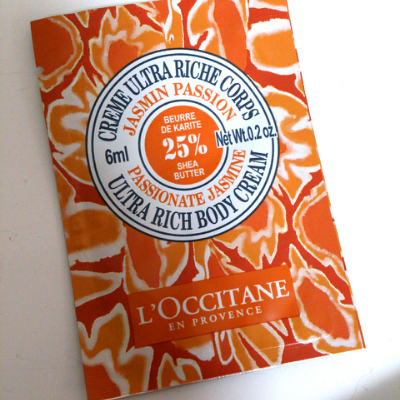 CREME ULTRA RICHE CORPS
JASMIN PASSION
BEURRE
DE KARITE
25%
SHEA
BUTTER
6ml
Net Wt.0.2 oz.
PASSIONATE JASMINE
ULTRA RICH BODY CREAM
L'OCCITANE
EN PROVENCE